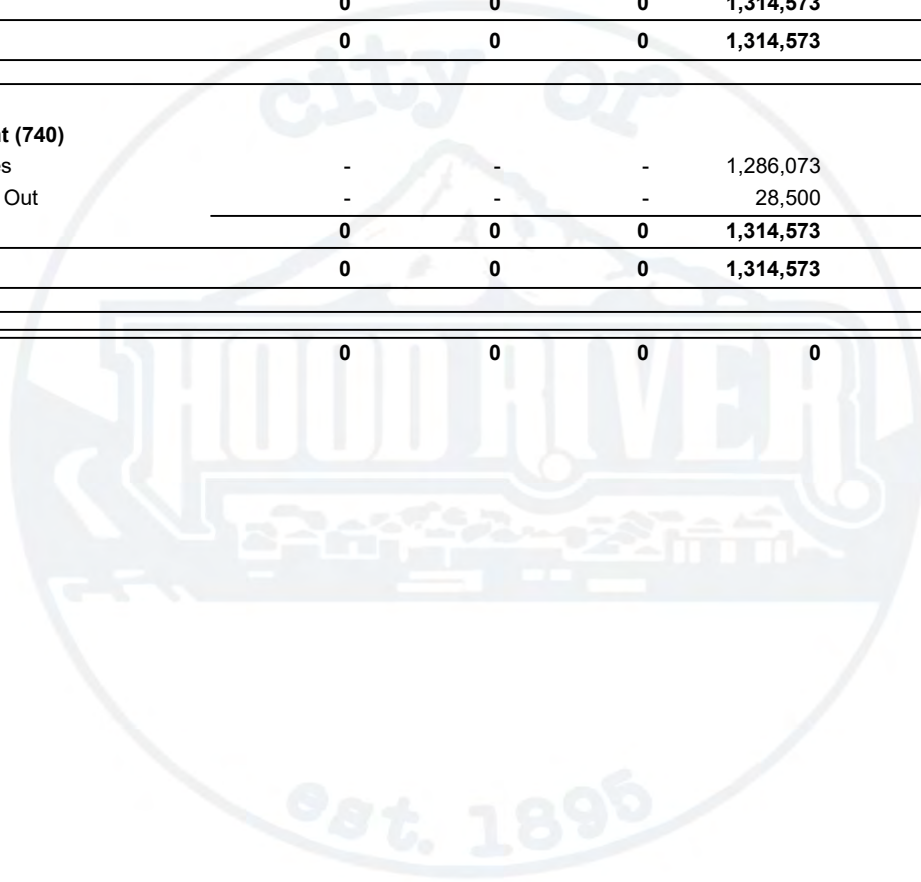 0 0 0 1,314,573
0 0 0 1,314,573
city of
t (740)
es - - - 1,286,073
Out - - - 28,500
0 0 0 1,314,573
0 0 0 1,314,573
0 0 0 0
HOOD RIVER
est. 1895